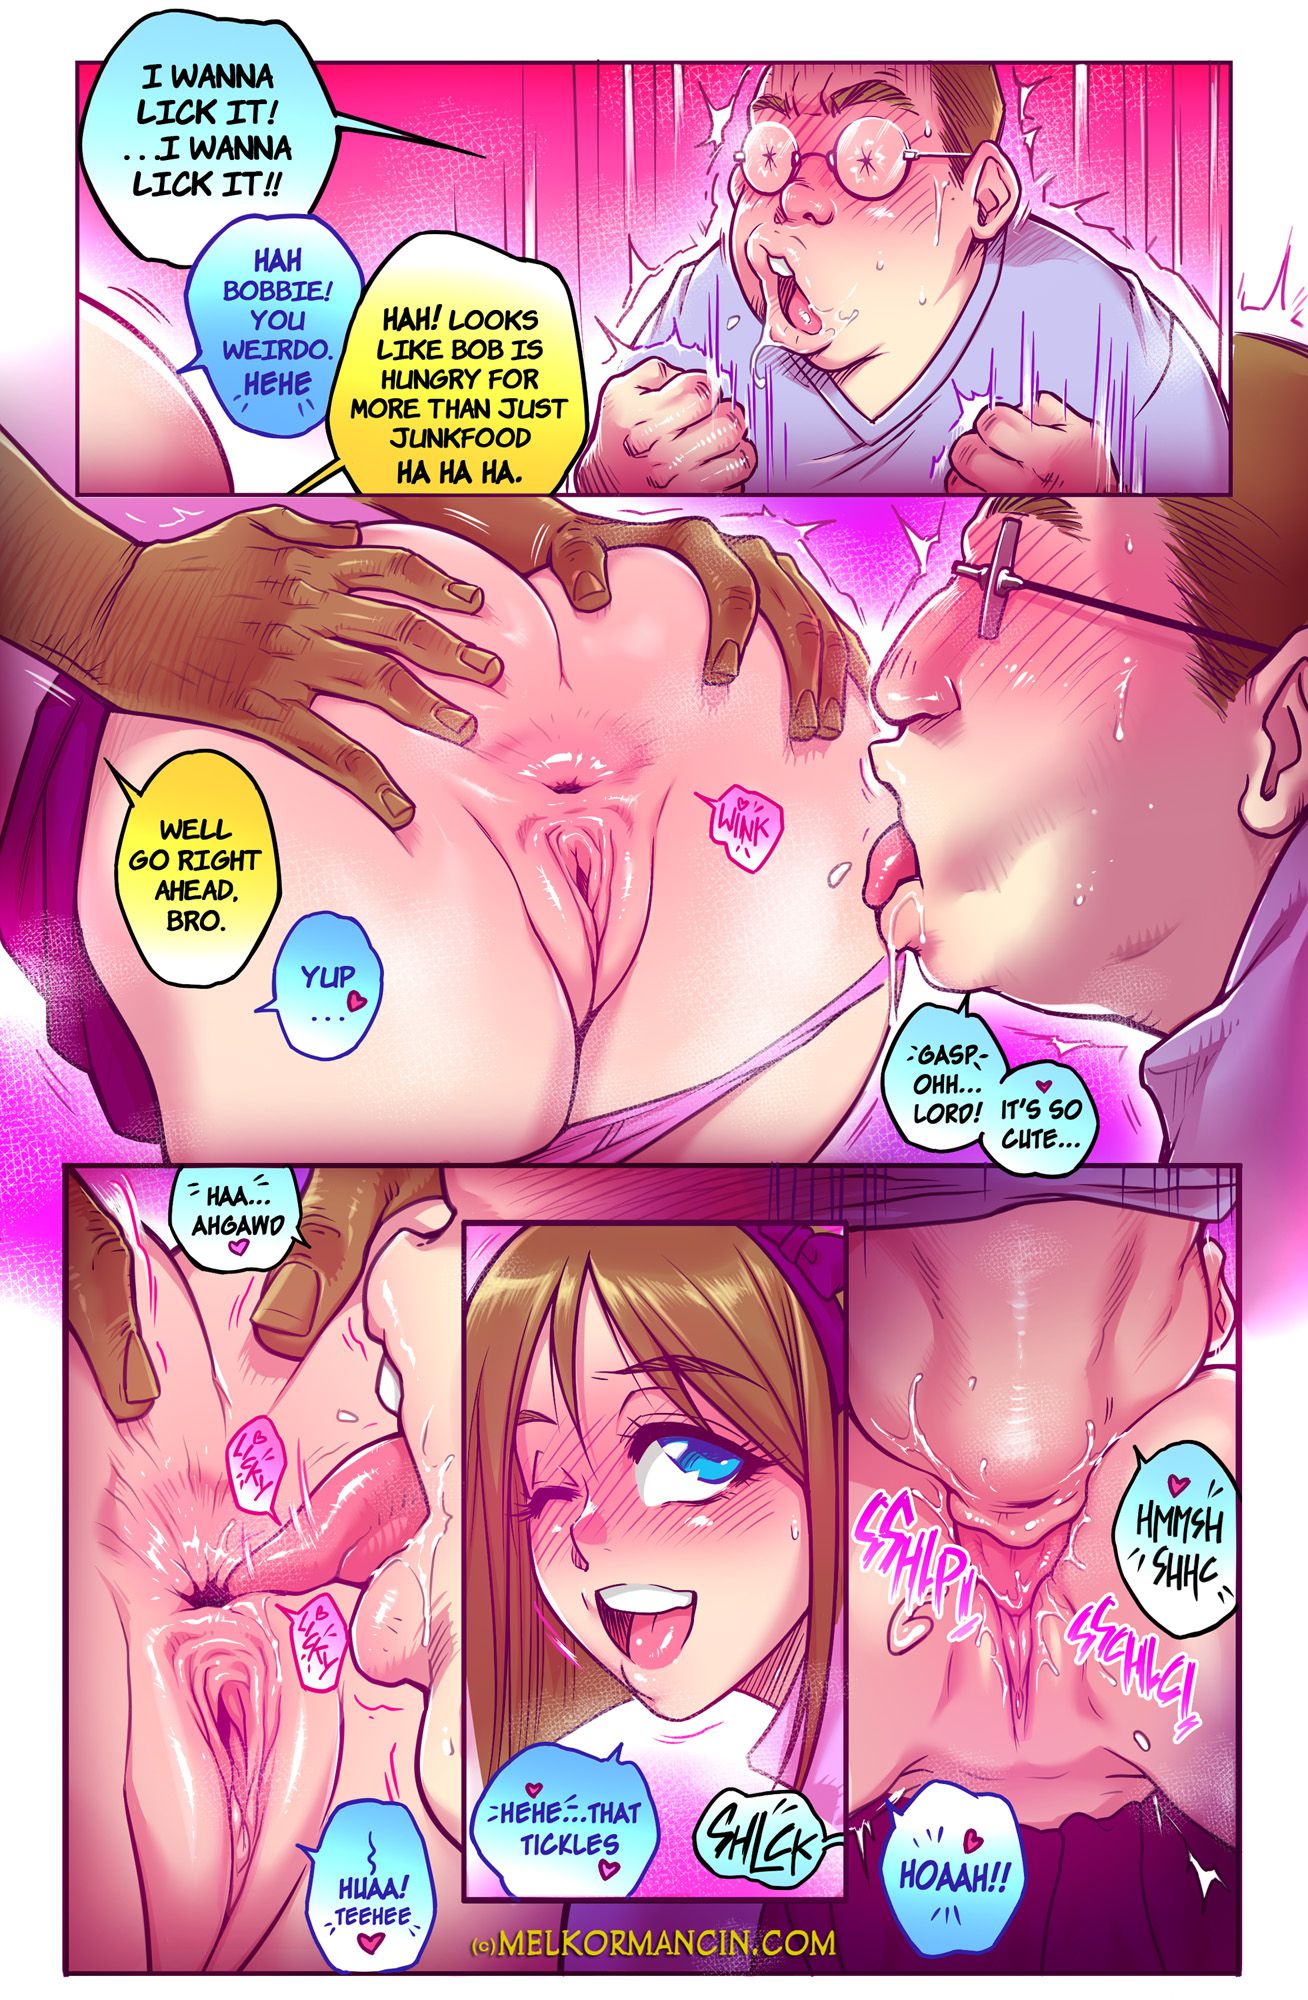 I WANNA
LICK IT!
...I WANNA
LICK IT!!
HAH
BOBBIE!
YOU
WEIRDO.
HEHE
HAH! LOOKS
LIKE BOB IS
HUNGRY FOR
MORE THAN JUST
JUNKFOOD
HA HA HA.
WELL
GO RIGHT
AHEAD,
BRO.
WINK
YUP
...
GASP
OHH...
LORD!
IT'S SO
CUTE...
HAA...
AHGAWD
LICKY
LICKY
HUAA!
TEEHEE
HEHE...THAT
TICKLES
SHLCK
SSHLP!
SSCHLC!
HMMSH
SHHC
HOAAH!!
(c)MELKORMANCIN.COM